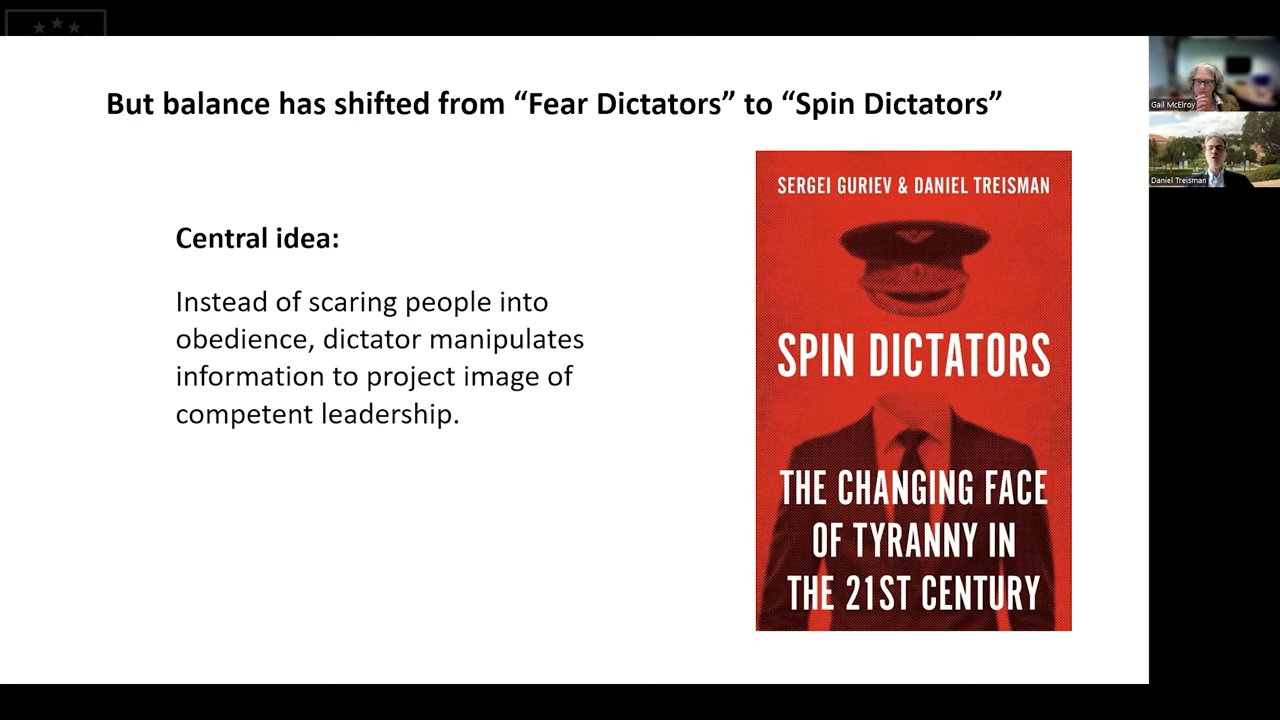 But balance has shifted from “Fear Dictators” to “Spin Dictators”
Central idea:
Instead of scaring people into
obedience, dictator manipulates
information to project image of
competent leadership.
SERGEI GURIEV & DANIEL TREISMAN
SPIN DICTATORS
THE CHANGING FACE
OF TYRANNY IN
THE 21ST CENTURY
Gail McElroy
Daniel Treisman